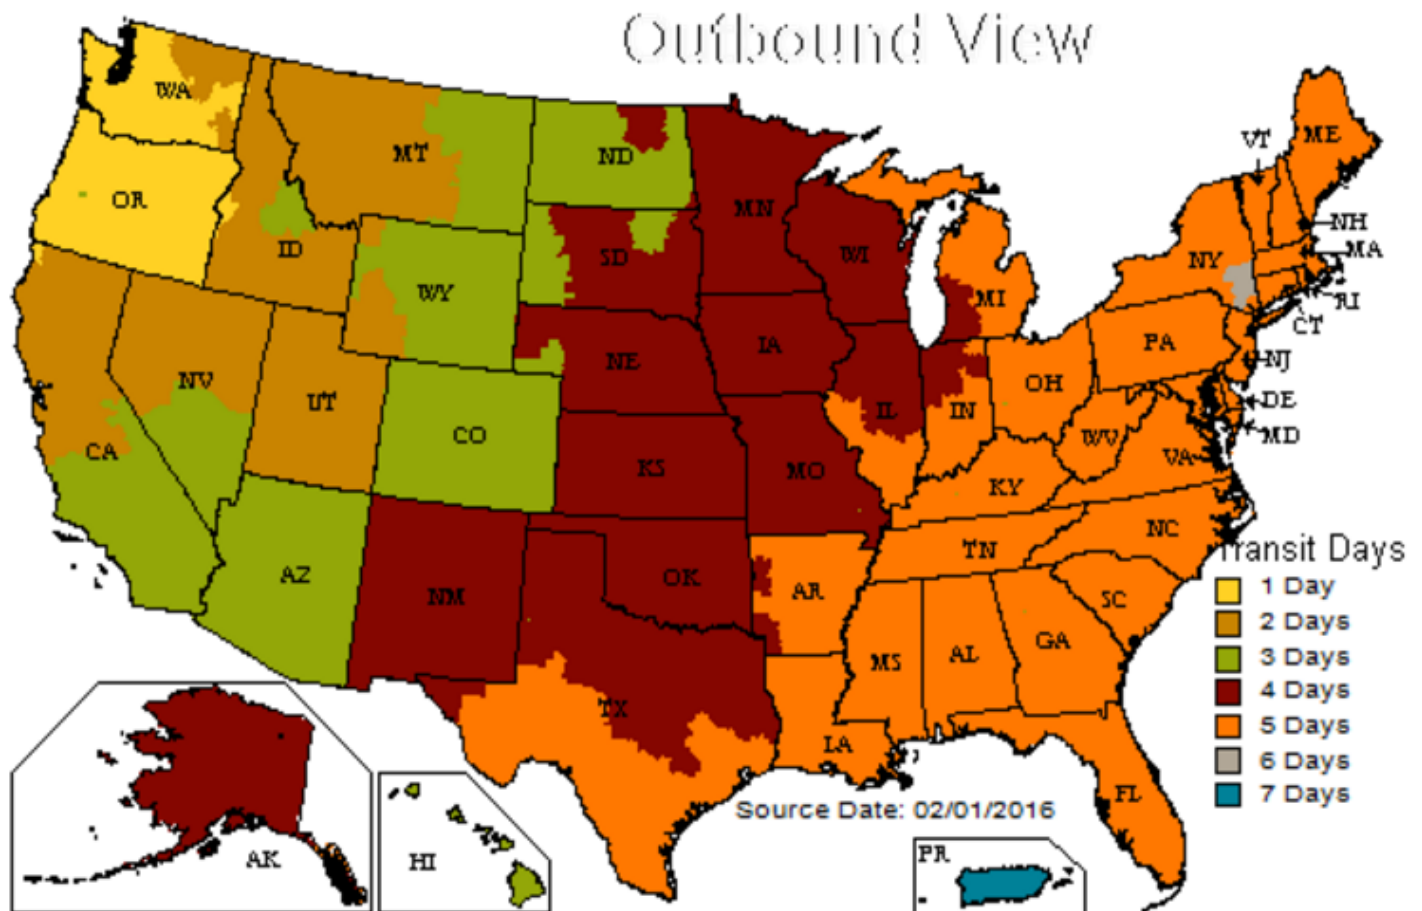 Outbound View
WA
OR
MT
ND
MN
ID
SD
WI
WY
MI
VT
ME
NH
MA
NY
RI
CT
NE
IA
PA
NJ
NV
UT
CO
IL
IN
OH
DE
MD
CA
KS
MO
WV
VA
KY
AZ
NM
OK
AR
TN
NC
SC
MS
AL
GA
TX
LA
FL
Transit Days
1 Day
2 Days
3 Days
4 Days
5 Days
6 Days
7 Days
Source Date: 02/01/2016
AK
HI
PR